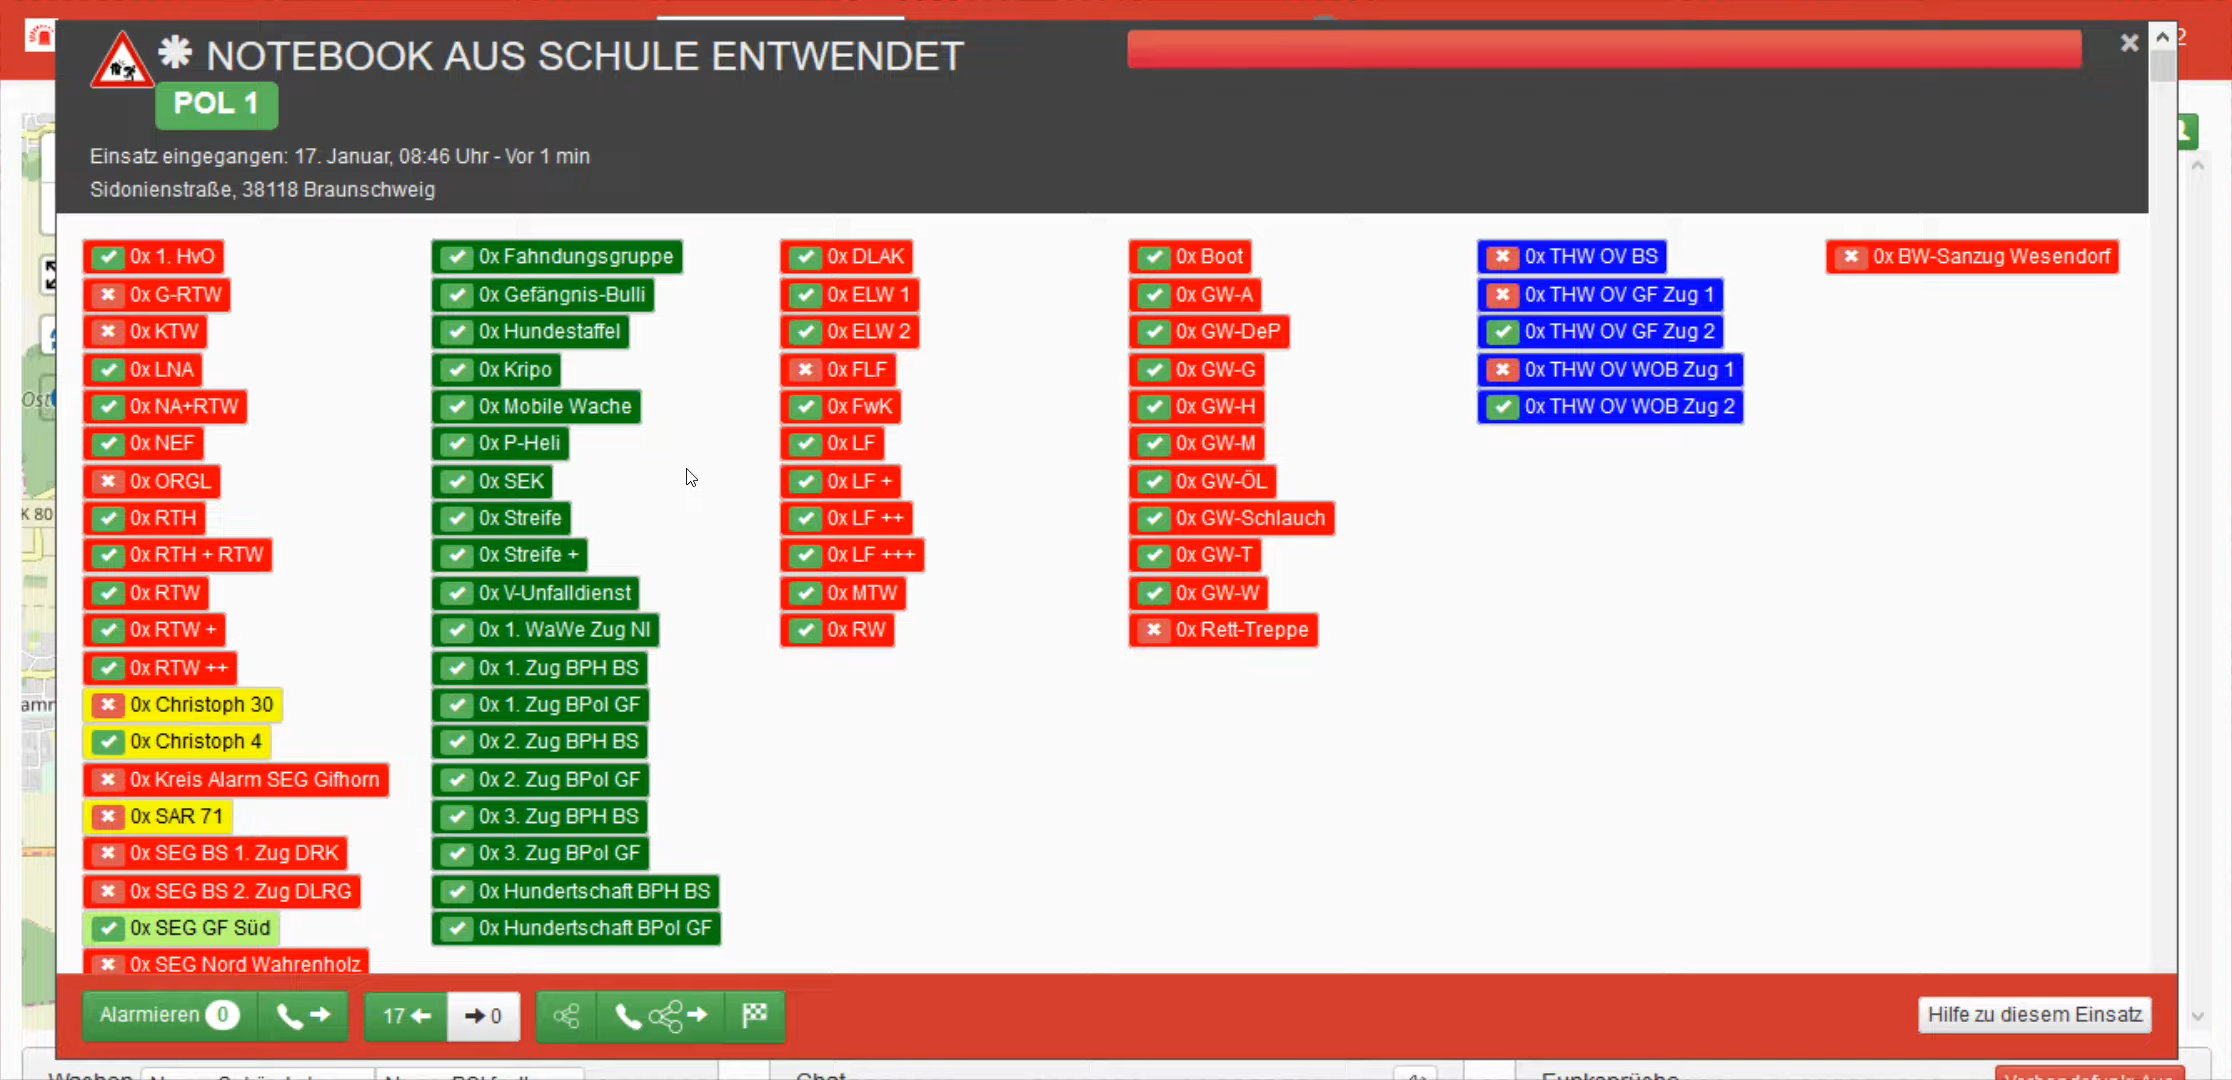 NOTEBOOK AUS SCHULE ENTWENDET
POL 1
Einsatz eingegangen: 17. Januar, 08:46 Uhr - Vor 1 min
Sidonienstraße, 38118 Braunschweig
0x 1. HvO
0x G-RTW
0x KTW
0x LNA
0x NA+RTW
0x NEF
0x ORGL
0x RTH
0x RTH + RTW
0x RTW
0x RTW +
0x RTW ++
0x Christoph 30
0x Christoph 4
0x Kreis Alarm SEG Gifhorn
0x SAR 71
0x SEG BS 1. Zug DRK
0x SEG BS 2. Zug DLRG
0x SEG GF Süd
0x SEG Nord Wahrenholz
0x Fahndungsgruppe
0x Gefängnis-Bulli
0x Hundestaffel
0x Kripo
0x Mobile Wache
0x P-Heli
0x SEK
0x Streife
0x Streife +
0x V-Unfalldienst
0x 1. WaWe Zug NI
0x 1. Zug BPH BS
0x 1. Zug BPol GF
0x 2. Zug BPH BS
0x 2. Zug BPol GF
0x 3. Zug BPH BS
0x 3. Zug BPol GF
0x Hundertschaft BPH BS
0x Hundertschaft BPol GF
0x DLAK
0x ELW 1
0x ELW 2
0x FLF
0x FwK
0x LF
0x LF +
0x LF ++
0x LF +++
0x MTW
0x RW
0x Boot
0x GW-A
0x GW-DeP
0x GW-G
0x GW-H
0x GW-M
0x GW-ÖL
0x GW-Schlauch
0x GW-T
0x GW-W
0x Rett-Treppe
0x THW OV BS
0x THW OV GF Zug 1
0x THW OV GF Zug 2
0x THW OV WOB Zug 1
0x THW OV WOB Zug 2
0x BW-Sanzug Wesendorf
K 80
Alarmieren 0
17
0
Hilfe zu diesem Einsatz
Wachen
Chat
Funksprüche